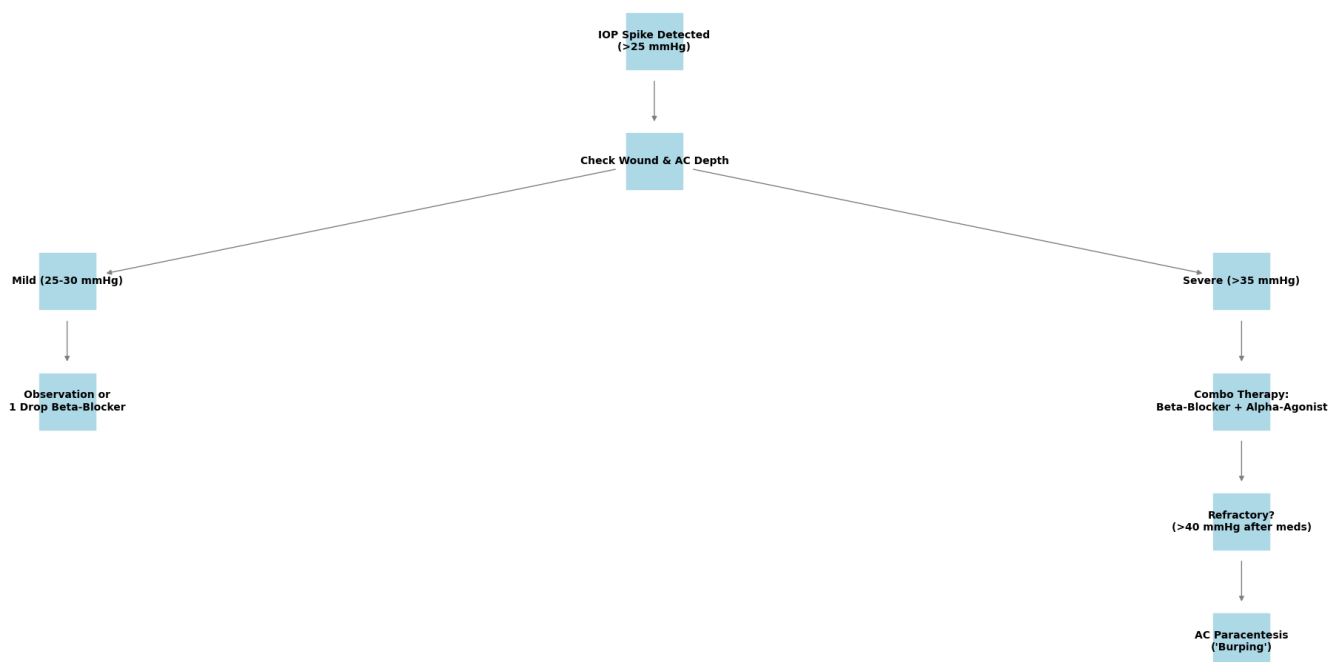 IOP Spike Detected
(>25 mmHg)
Check Wound & AC Depth
Mild (25-30 mmHg)
Severe (>35 mmHg)
Observation or
1 Drop Beta-Blocker
Combo Therapy:
Beta-Blocker + Alpha-Agonist
Refractory?
(>40 mmHg after meds)
AC Paracentesis
('Burping')